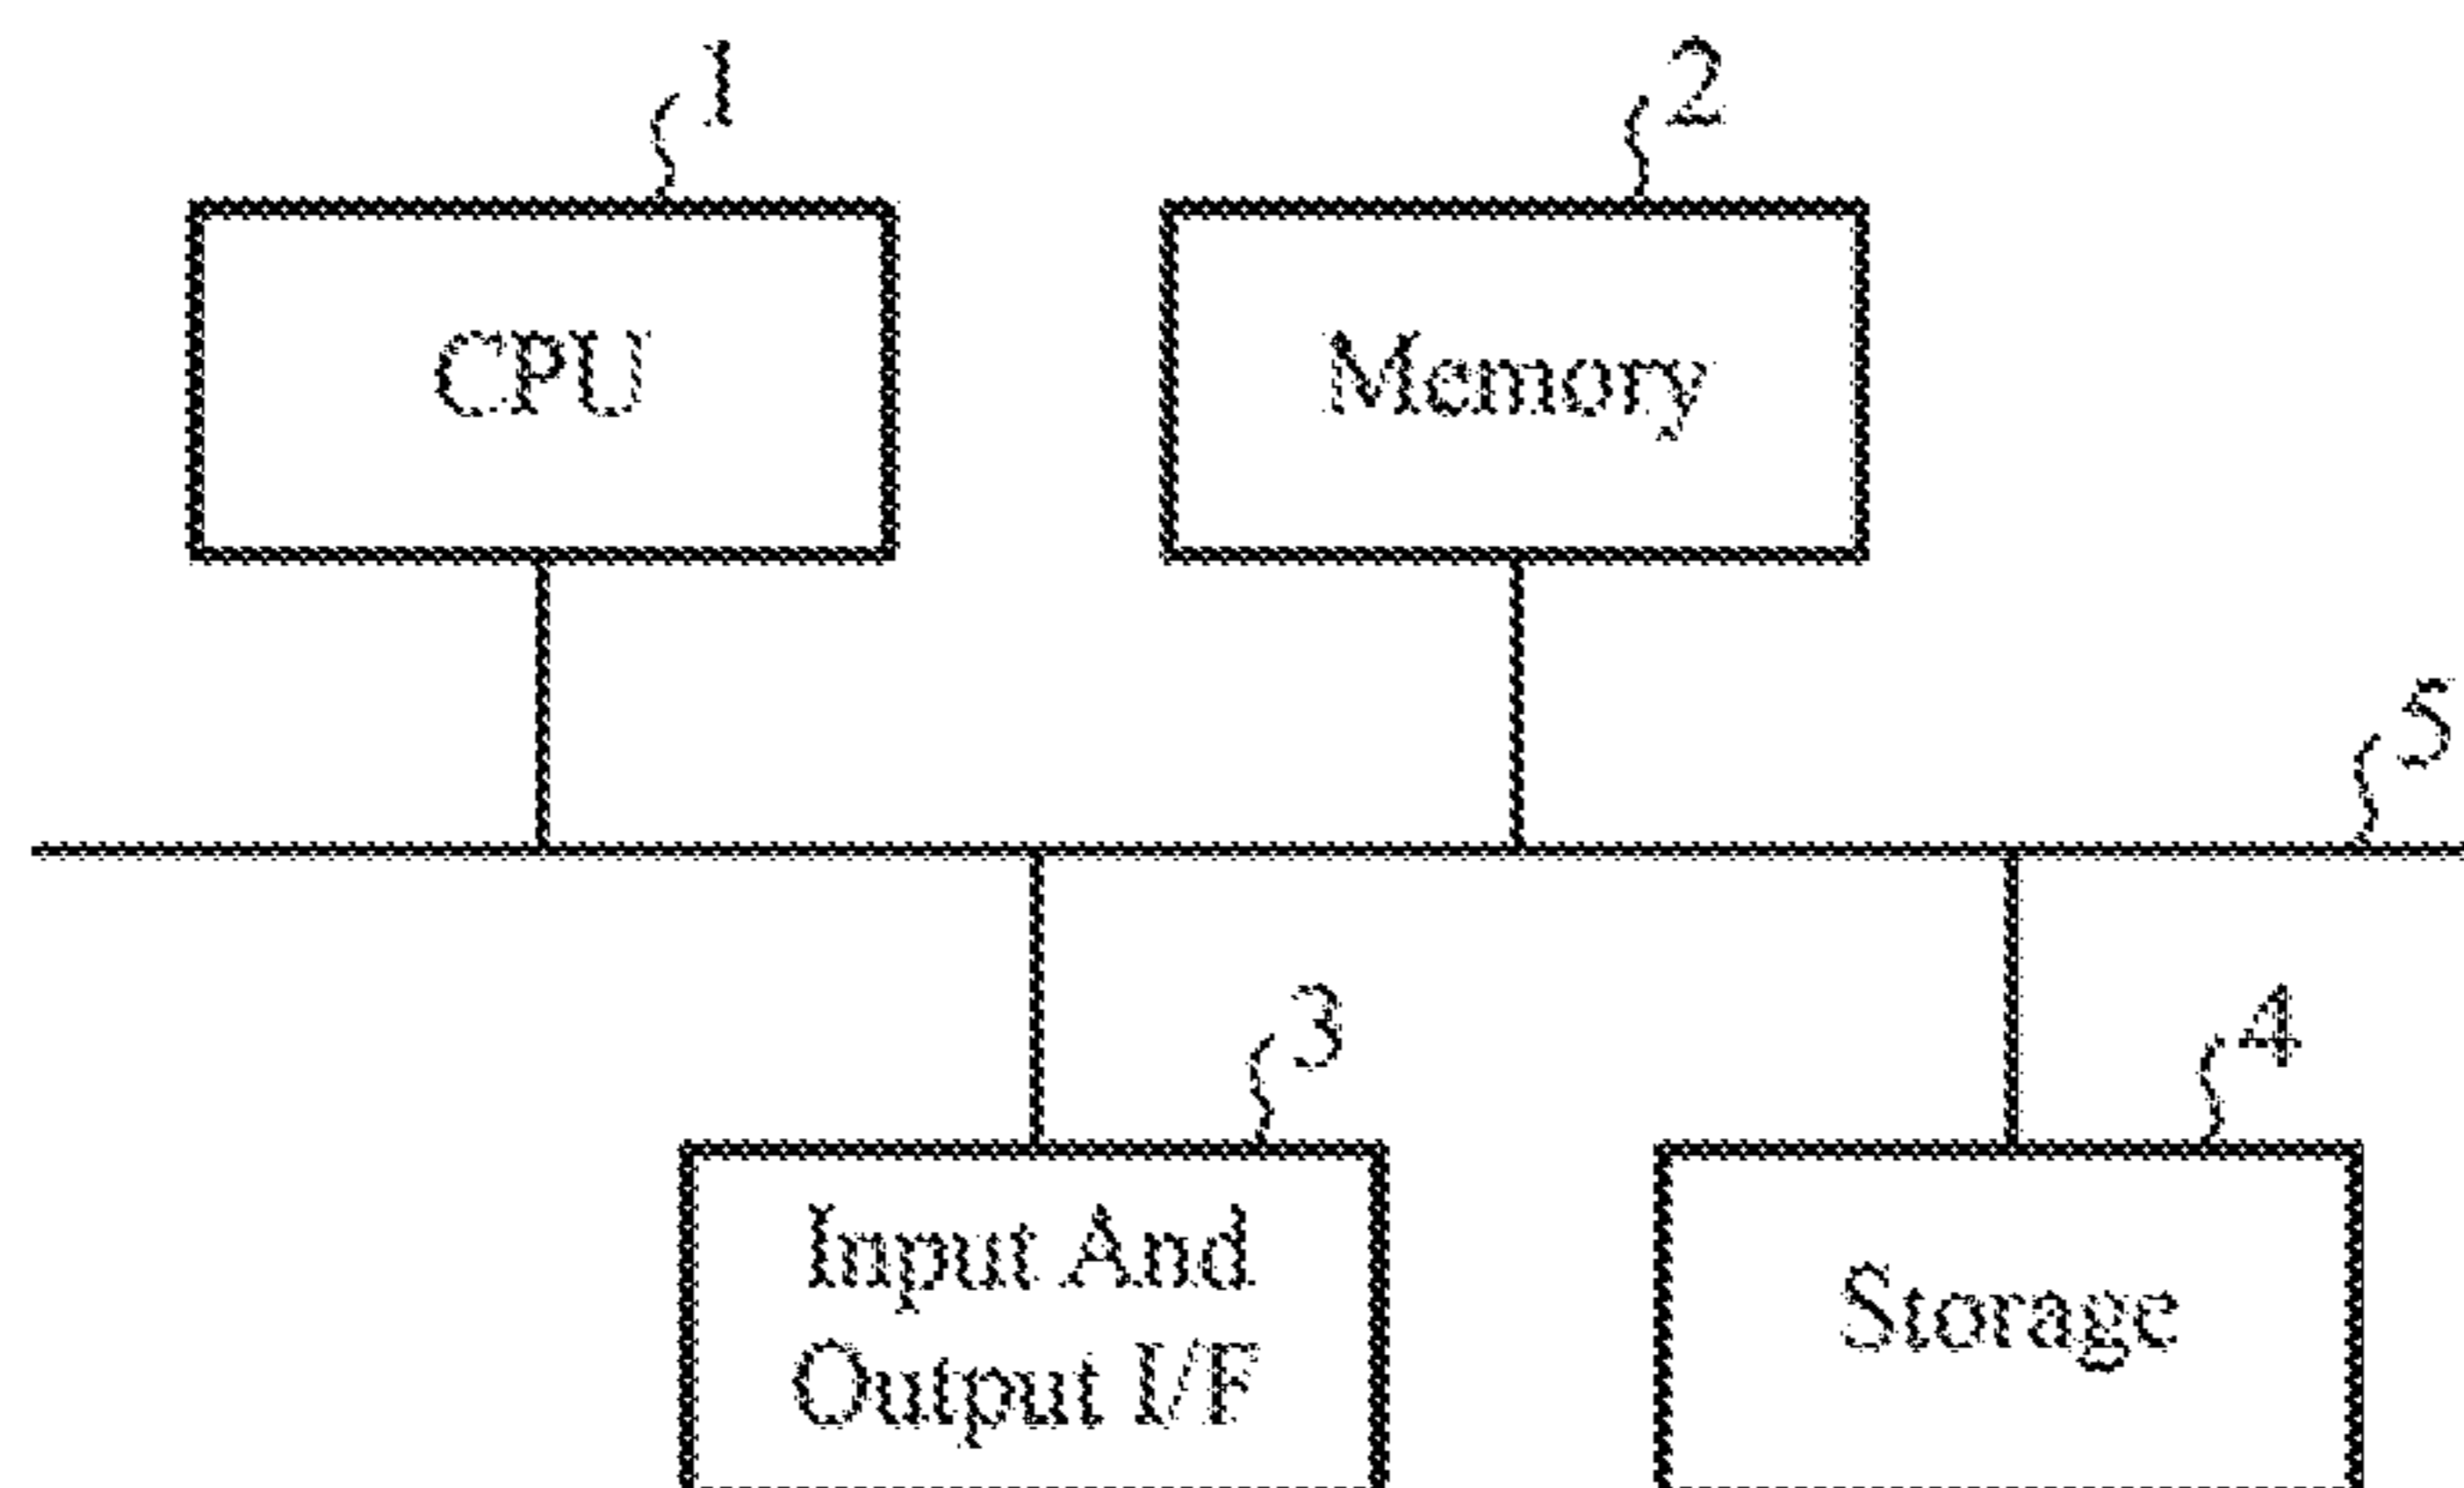 1
2
CPU
Memory
5
3
4
Input And
Output I/F
Storage